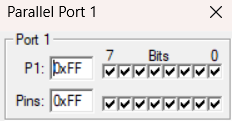 Parallel Port 1
Port 1
7 Bits 0
P1: 0xFF
Pins: 0xFF